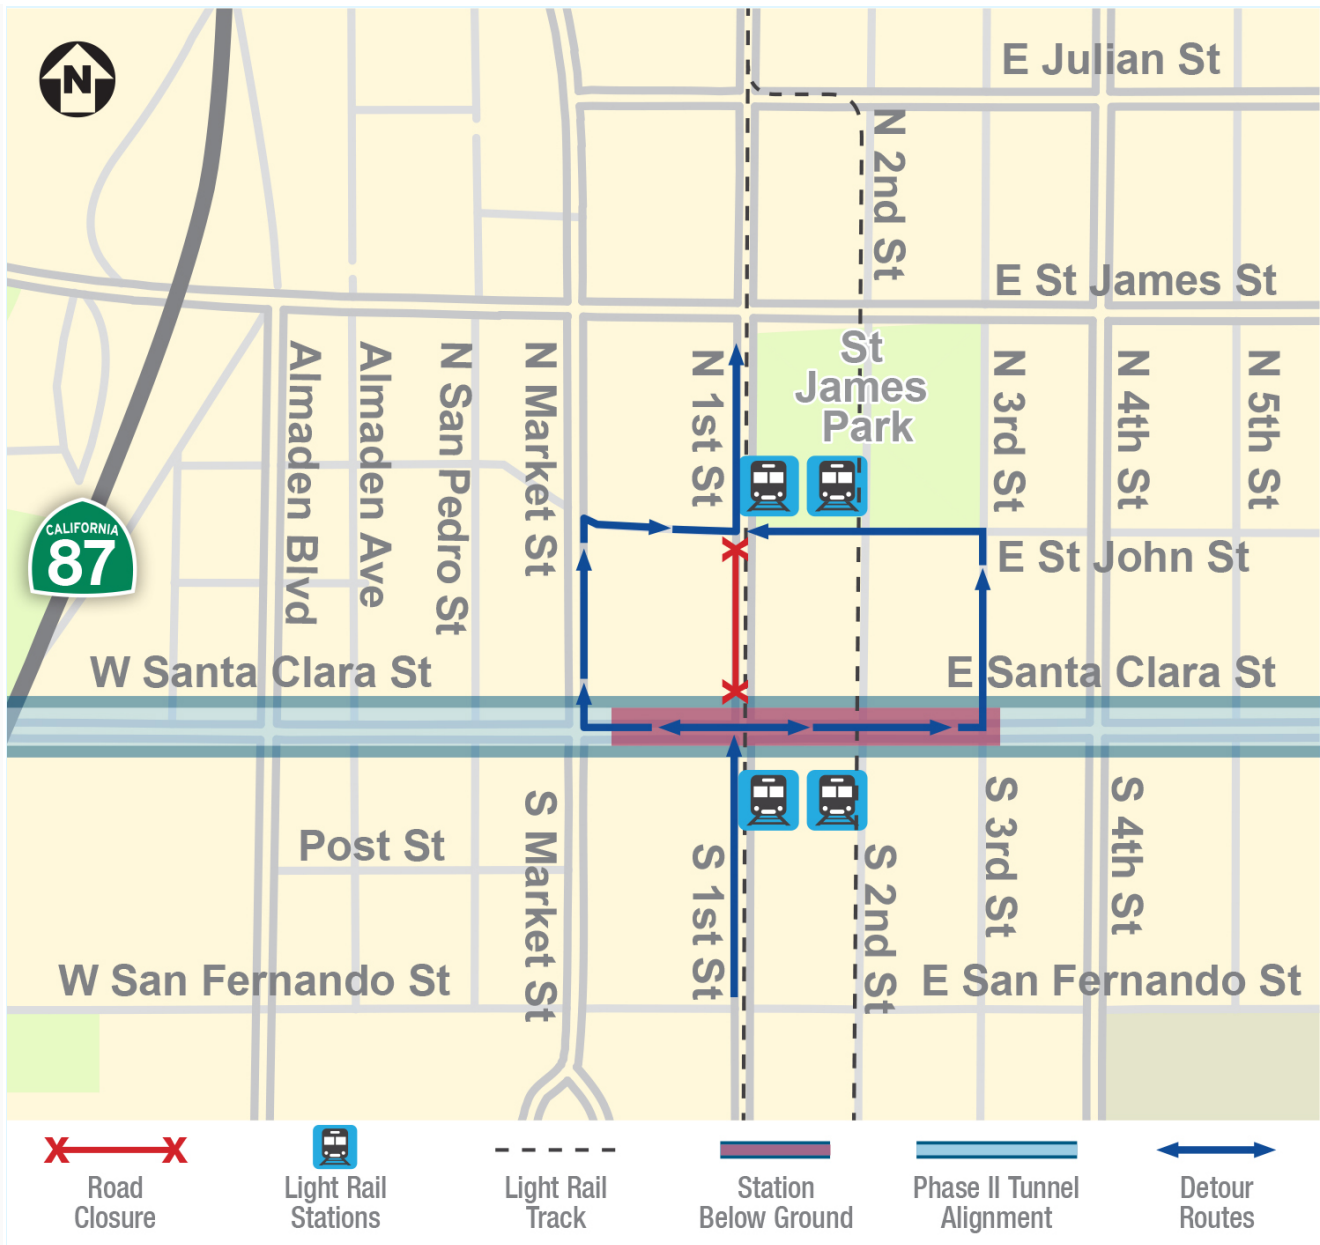 N
E Julian St
N 2nd St
E St James St
Almaden Blvd
Almaden Ave
N San Pedro St
N Market St
N 1st St
St
James
Park
N 3rd St
N 4th St
N 5th St
CALIFORNIA
87
E St John St
W Santa Clara St
E Santa Clara St
Post St
S Market St
S 1st St
S 2nd St
S 3rd St
S 4th St
W San Fernando St
E San Fernando St
Road
Closure
Light Rail
Stations
Light Rail
Track
Station
Below Ground
Phase II Tunnel
Alignment
Detour
Routes